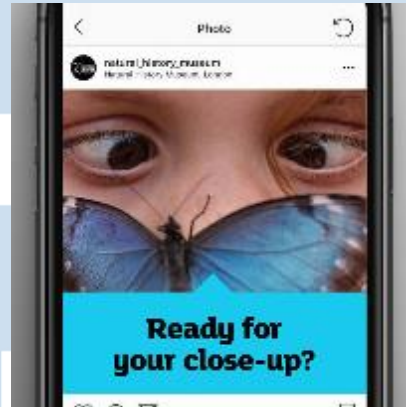 Photo
natural_history_museum
Natural History Museum, London
Ready for
your close-up?